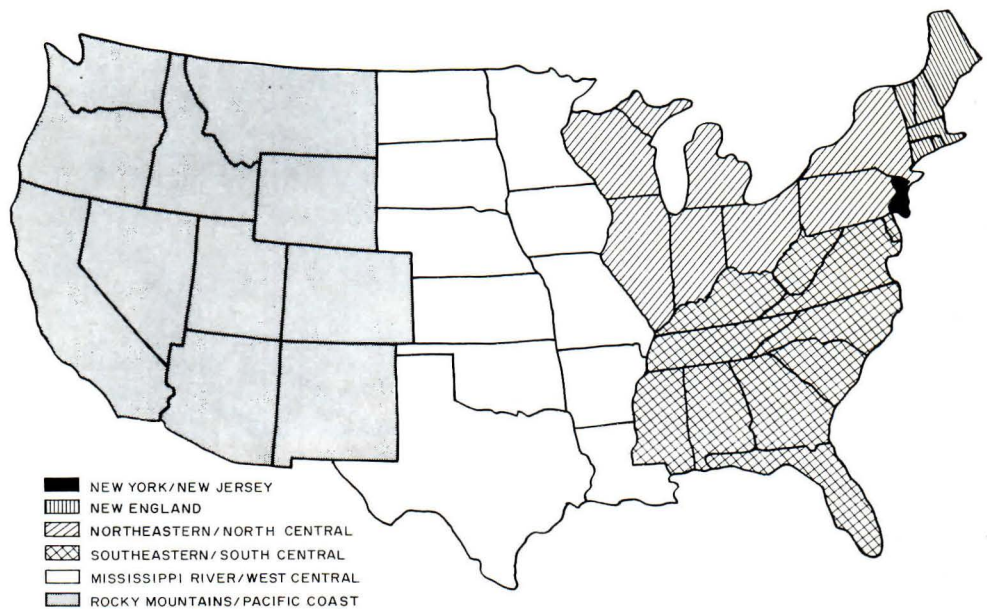 NEW YORK/NEW JERSEY
NEW ENGLAND
NORTHEASTERN/NORTH CENTRAL
SOUTHEASTERN/SOUTH CENTRAL
MISSISSIPPI RIVER/WEST CENTRAL
ROCKY MOUNTAINS/PACIFIC COAST